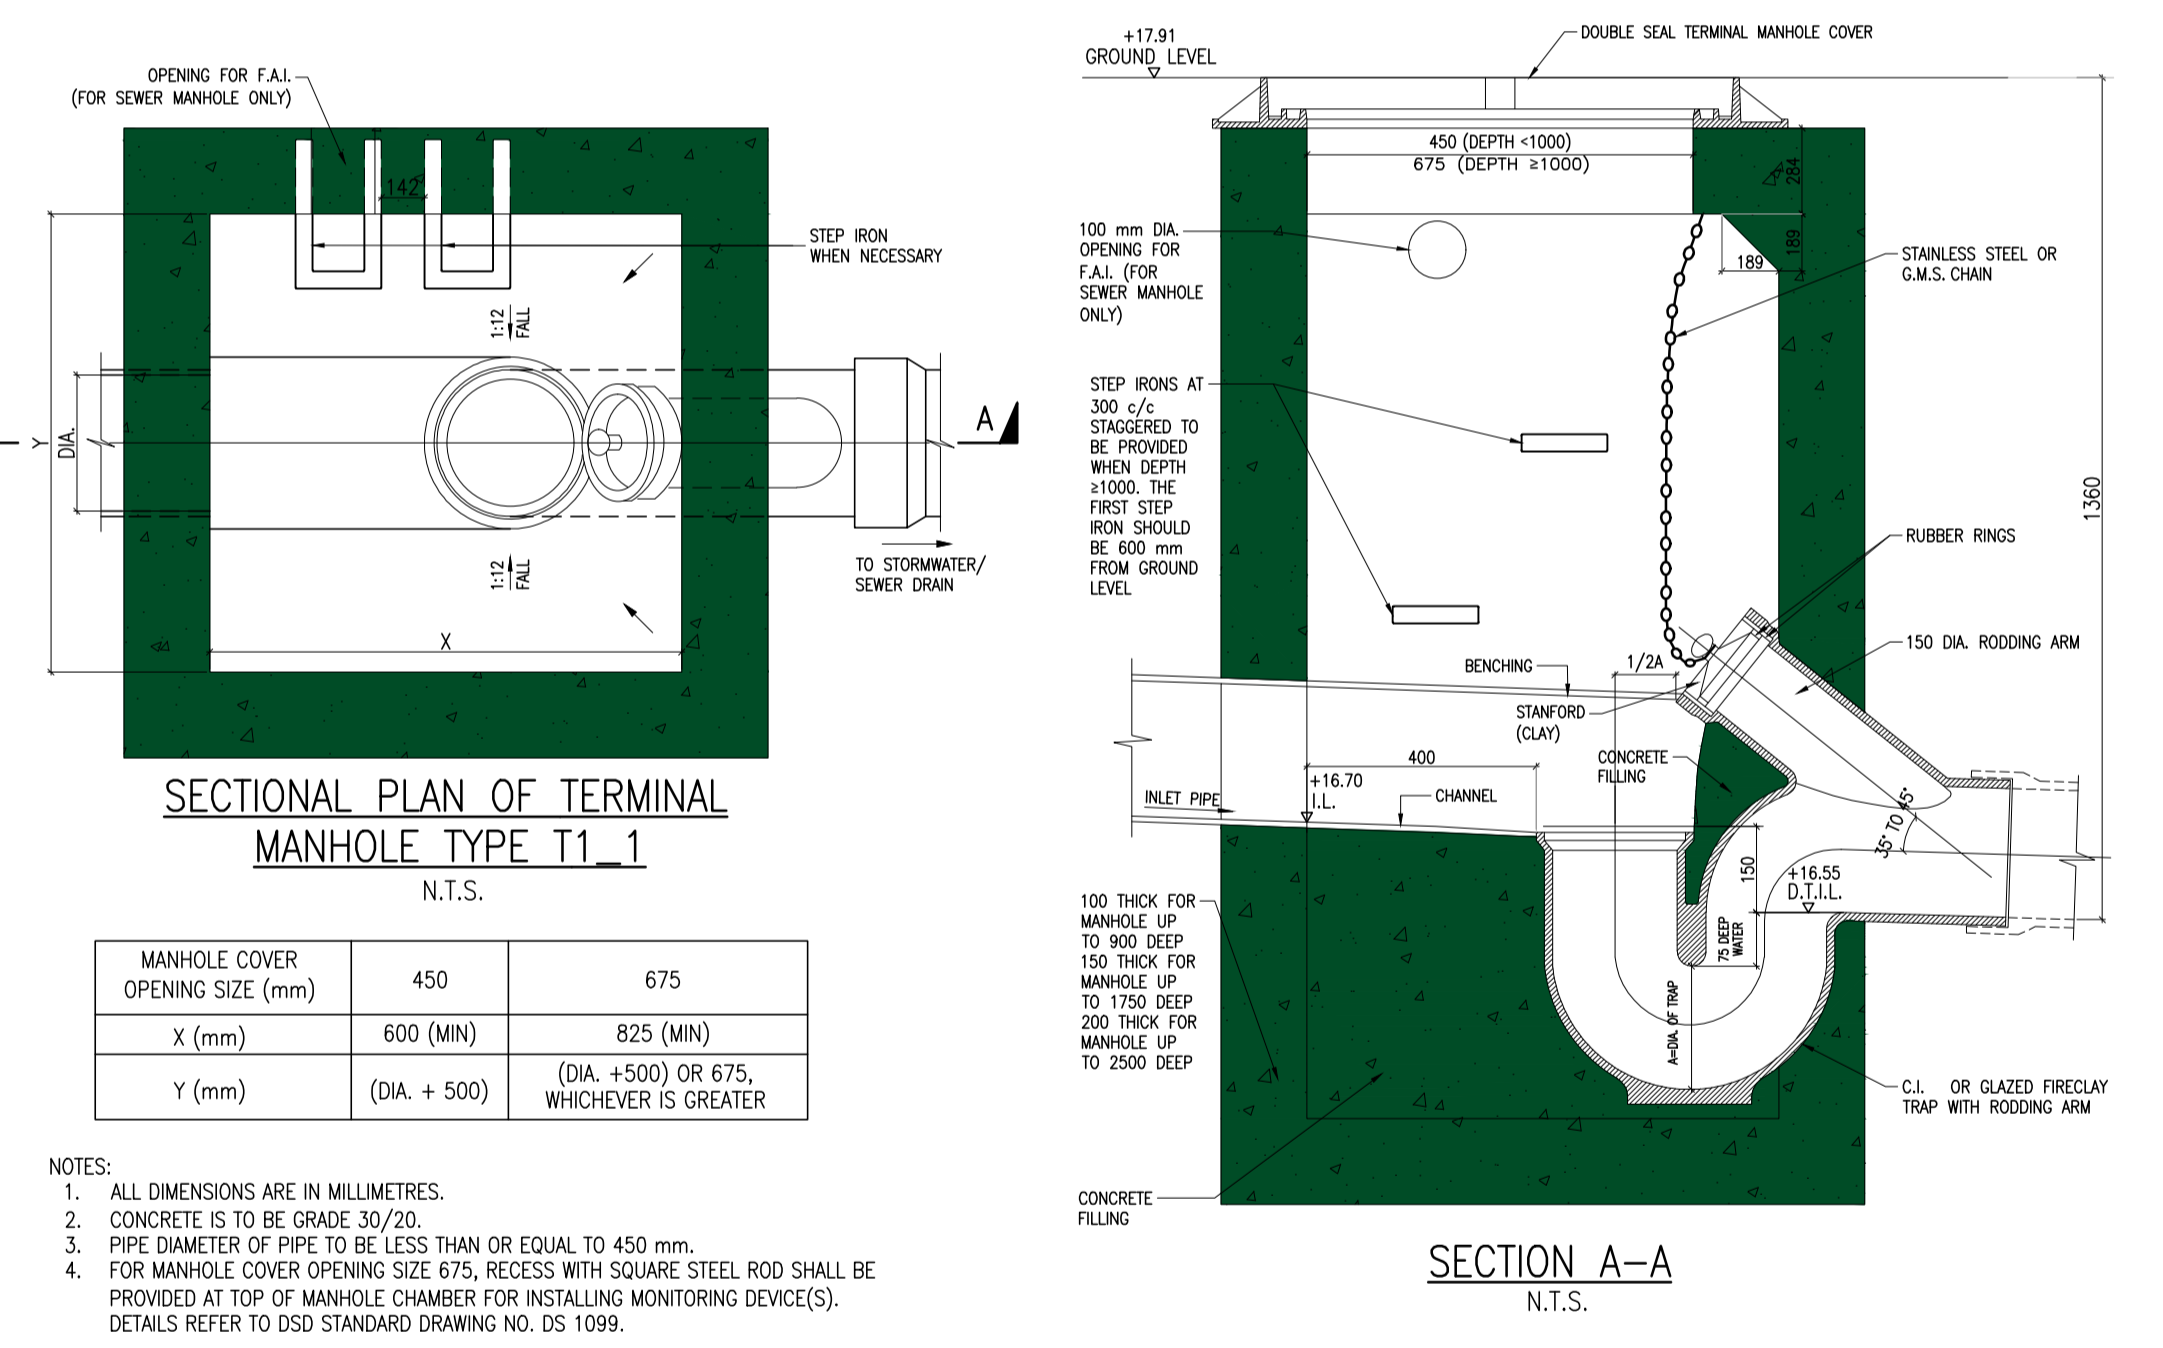 OPENING FOR F.A.I.
(FOR SEWER MANHOLE ONLY)
142
STEP IRON
WHEN NECESSARY
1:12
FALL
Y
DIA.
A
1:12
FALL
TO STORMWATER/
SEWER DRAIN
X
SECTIONAL PLAN OF TERMINAL
MANHOLE TYPE T1_1
N.T.S.
MANHOLE COVER
OPENING SIZE (mm)
450
675
X (mm)
600 (MIN)
825 (MIN)
Y (mm)
(DIA. + 500)
(DIA. +500) OR 675,
WHICHEVER IS GREATER
NOTES:
1. ALL DIMENSIONS ARE IN MILLIMETRES.
2. CONCRETE IS TO BE GRADE 30/20.
3. PIPE DIAMETER OF PIPE TO BE LESS THAN OR EQUAL TO 450 mm.
4. FOR MANHOLE COVER OPENING SIZE 675, RECESS WITH SQUARE STEEL ROD SHALL BE
PROVIDED AT TOP OF MANHOLE CHAMBER FOR INSTALLING MONITORING DEVICE(S).
DETAILS REFER TO DSD STANDARD DRAWING NO. DS 1099.
+17.91
GROUND LEVEL
DOUBLE SEAL TERMINAL MANHOLE COVER
450 (DEPTH <1000)
675 (DEPTH ≥1000)
284
189
189
100 mm DIA.
OPENING FOR
F.A.I. (FOR
SEWER MANHOLE
ONLY)
STAINLESS STEEL OR
G.M.S. CHAIN
STEP IRONS AT
300 c/c
STAGGERED TO
BE PROVIDED
WHEN DEPTH
≥1000. THE
FIRST STEP
IRON SHOULD
BE 600 mm
FROM GROUND
LEVEL
1360
RUBBER RINGS
150 DIA. RODDING ARM
BENCHING
1/2A
STANFORD
(CLAY)
CONCRETE
FILLING
400
+16.70
I.L.
INLET PIPE
CHANNEL
35° TO 45°
150
+16.55
D.T.I.L.
75 DEEP
WATER
A=DIA. OF TRAP
100 THICK FOR
MANHOLE UP
TO 900 DEEP
150 THICK FOR
MANHOLE UP
TO 1750 DEEP
200 THICK FOR
MANHOLE UP
TO 2500 DEEP
C.I. OR GLAZED FIRECLAY
TRAP WITH RODDING ARM
CONCRETE
FILLING
SECTION A-A
N.T.S.